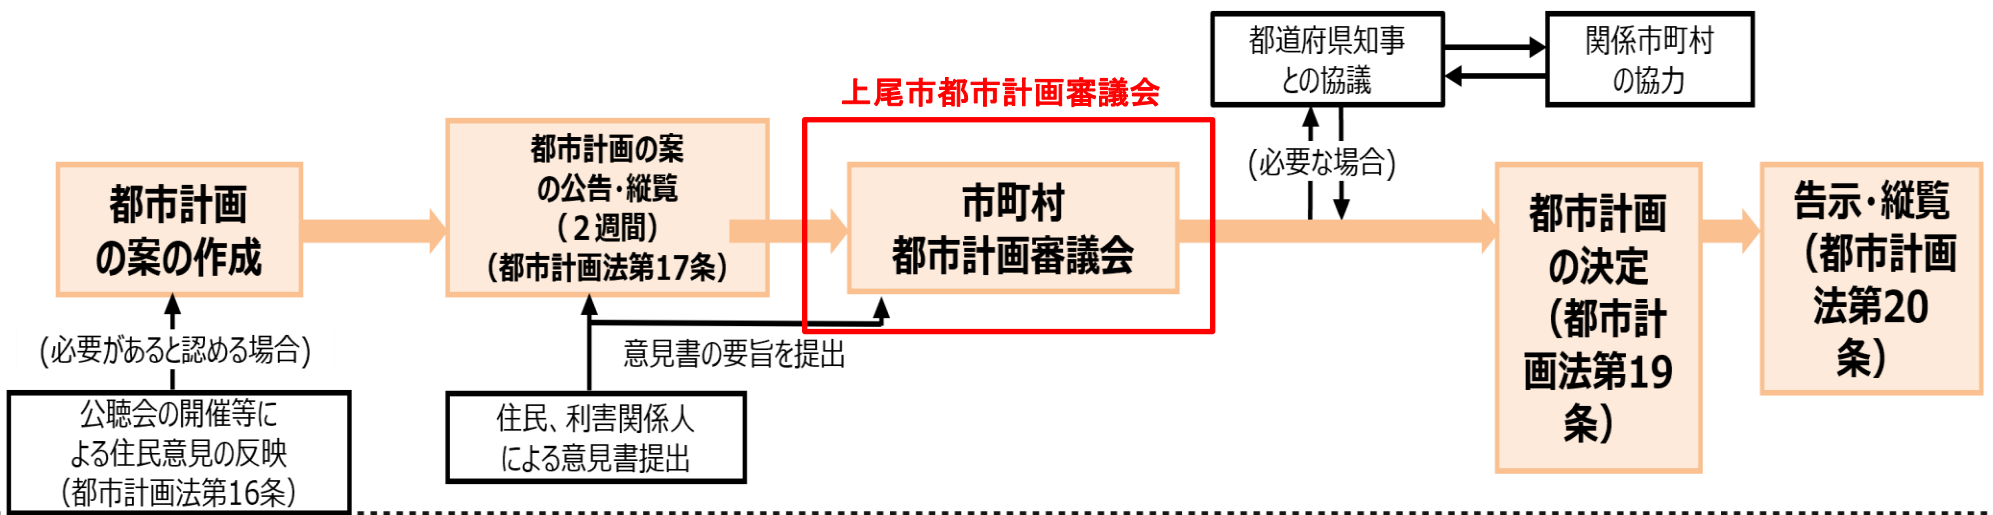 都市計画
の案の作成
(必要があると認める場合)
公聴会の開催等に
よる住民意見の反映
（都市計画法第16条）
都市計画の案
の公告・縦覧
（２週間）
（都市計画法第17条）
意見書の要旨を提出
住民、利害関係人
による意見書提出
上尾市都市計画審議会
市町村
都市計画審議会
都道府県知事
との協議
関係市町村
の協力
(必要な場合)
都市計画
の決定
（都市計
画法第19
条）
告示・縦覧
（都市計画
法第20
条）